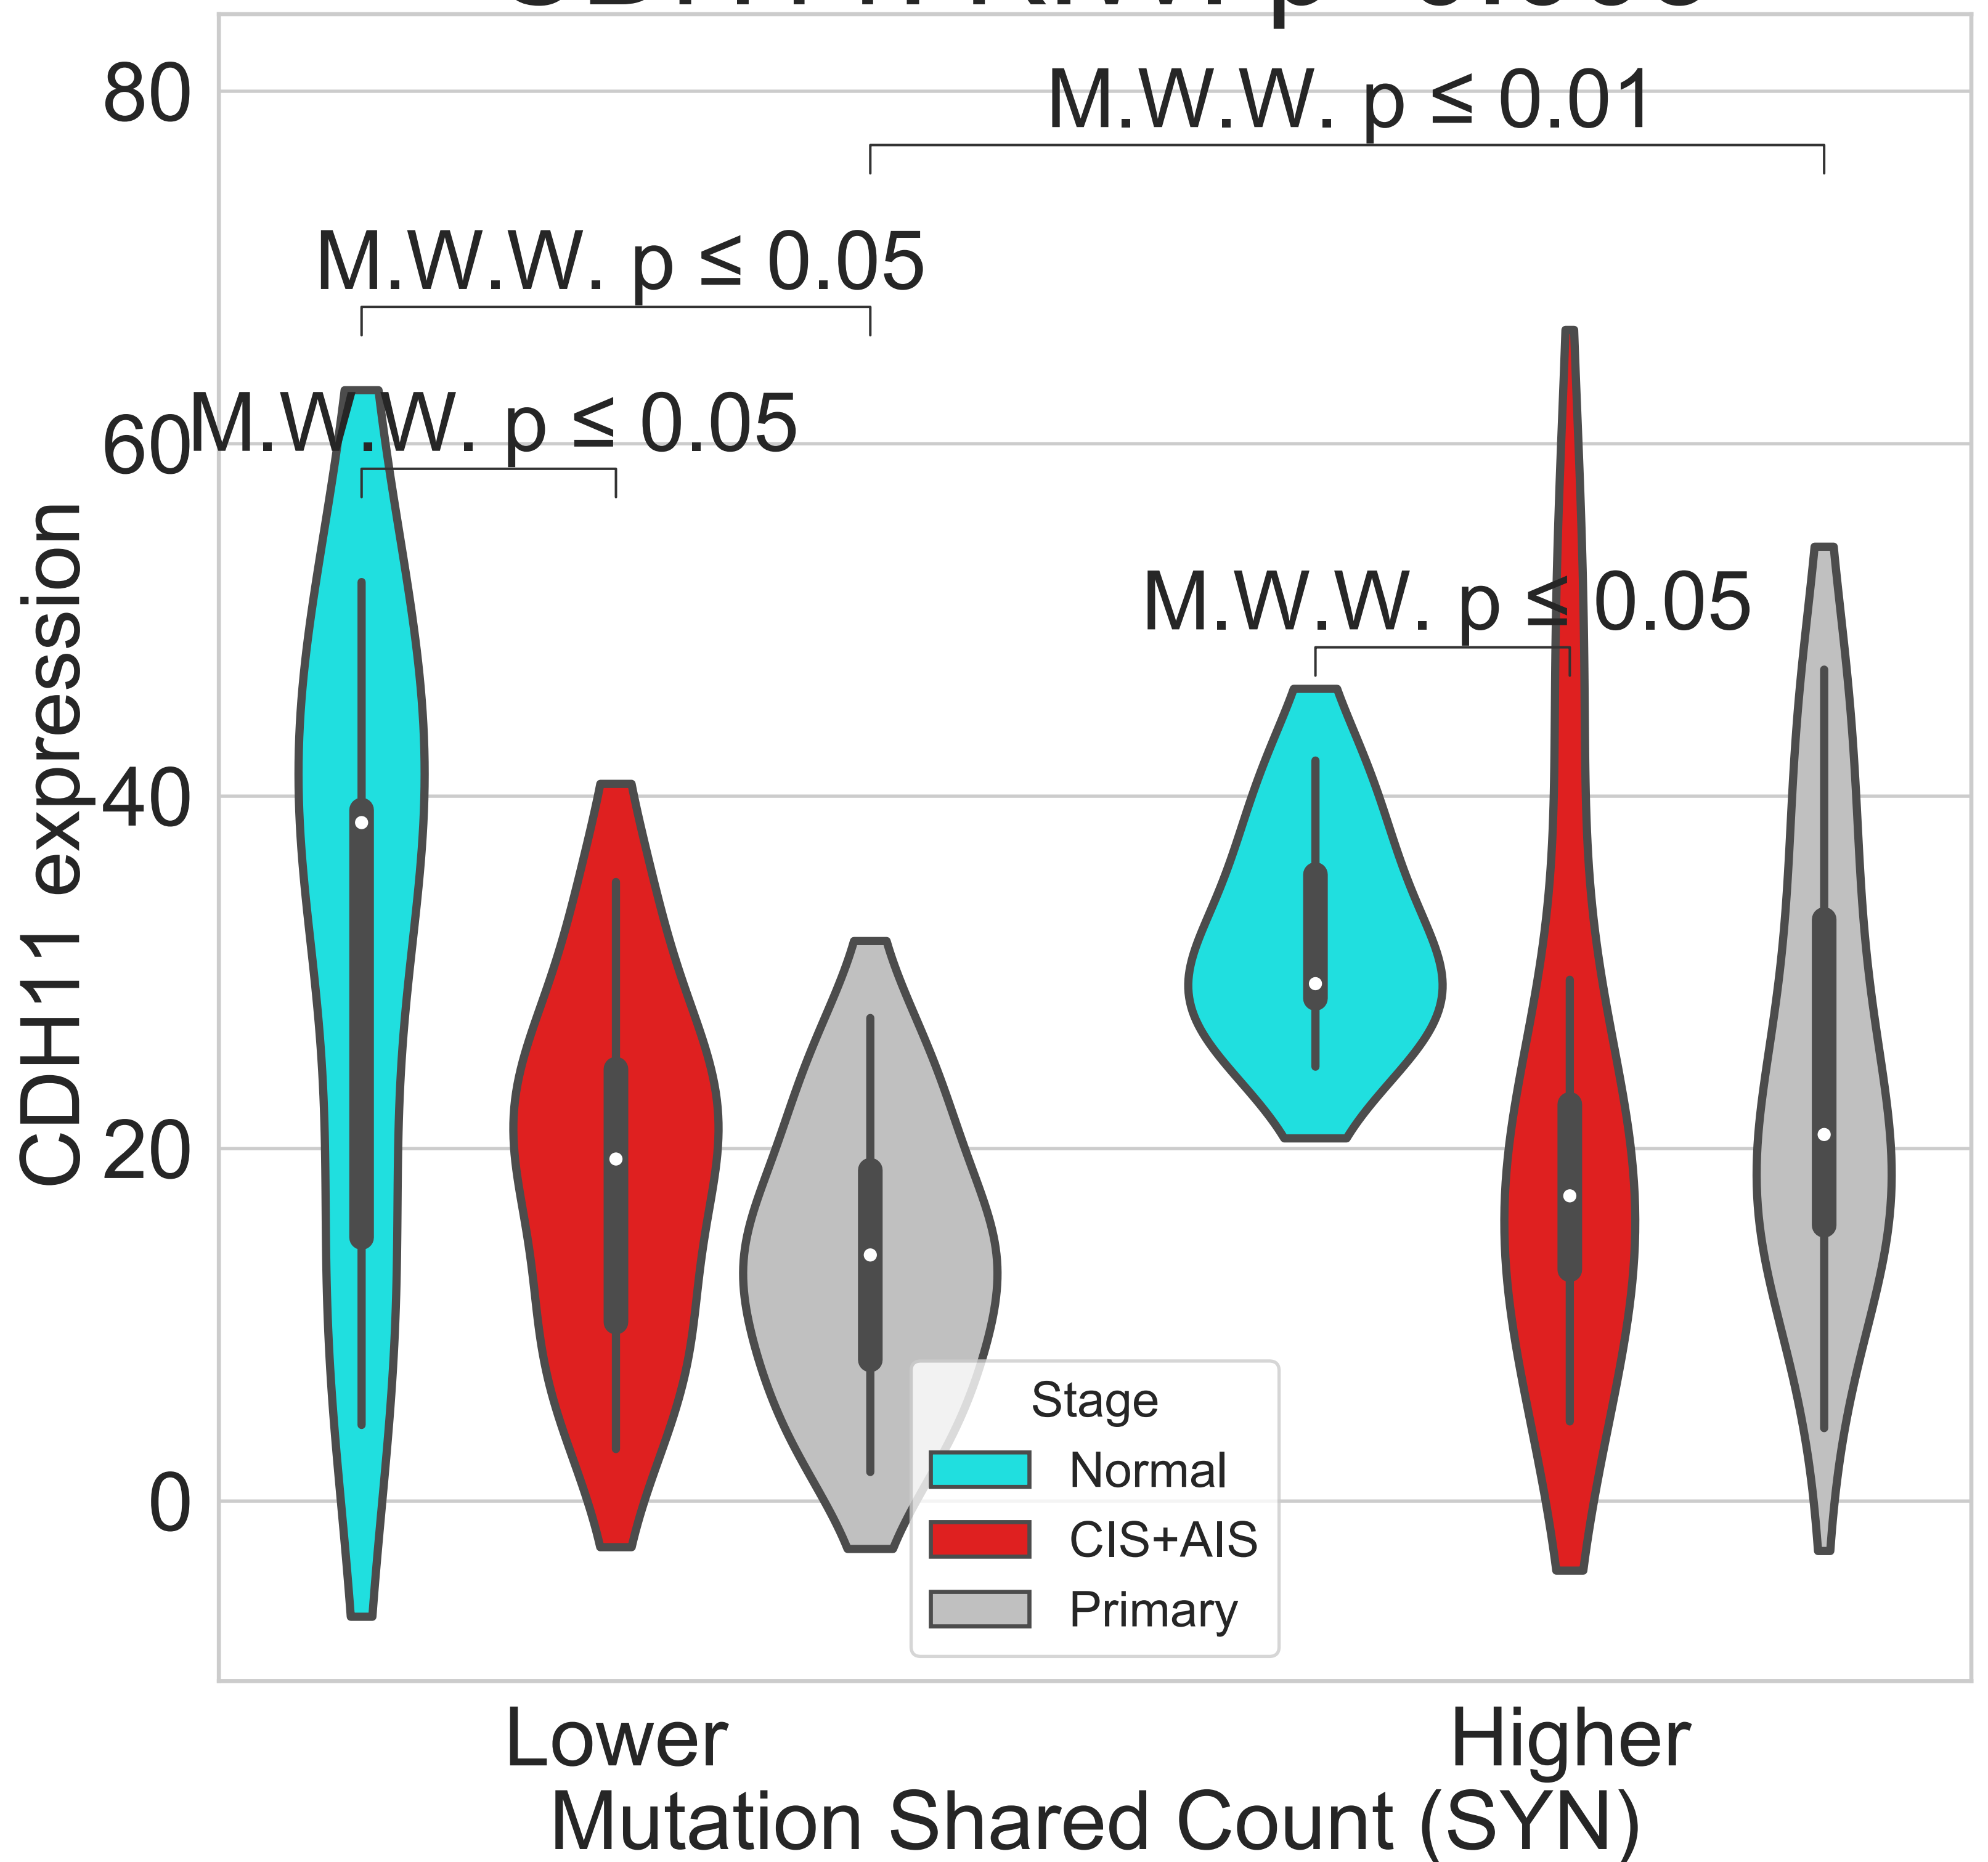 80
M.W.W. p ≤ 0.01
M.W.W. p ≤ 0.05
60
M.W.W. p ≤ 0.05
M.W.W. p ≤ 0.05
40
20
0
CDH11 expression
Stage
Normal
CIS+AIS
Primary
Lower
Higher
Mutation Shared Count (SYN)